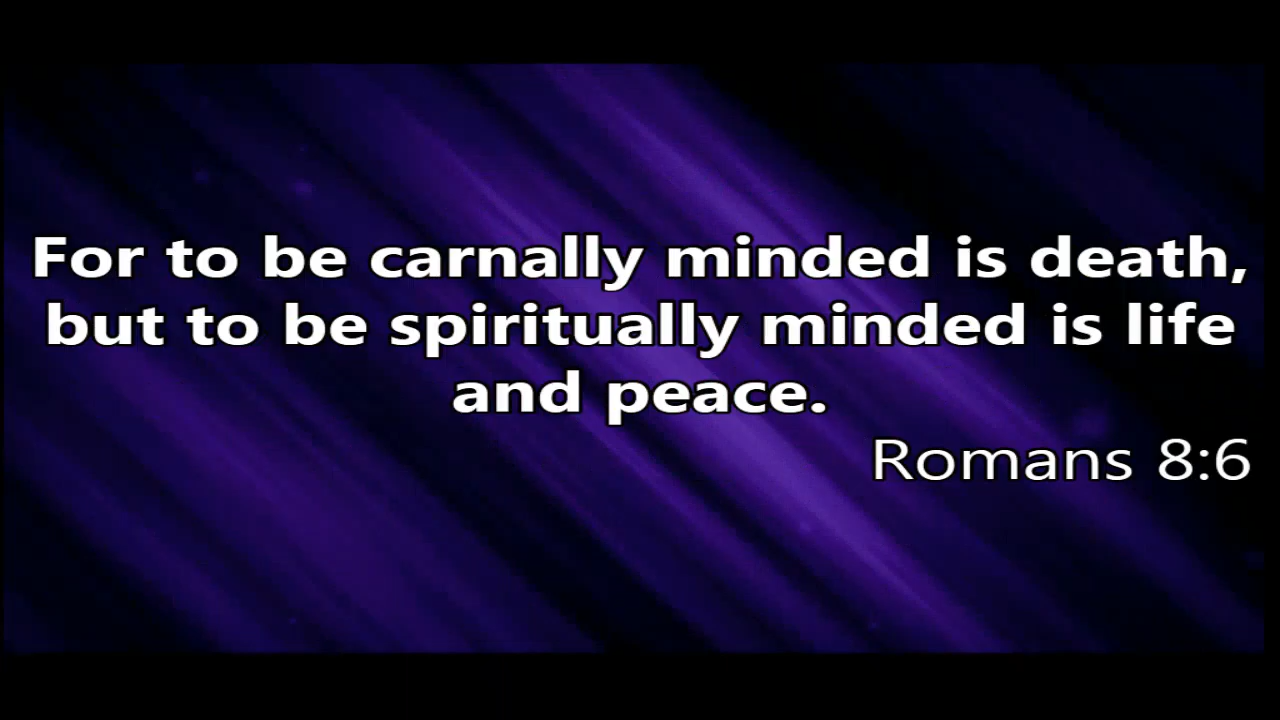 For to be carnally minded is death,
but to be spiritually minded is life
and peace.
Romans 8:6